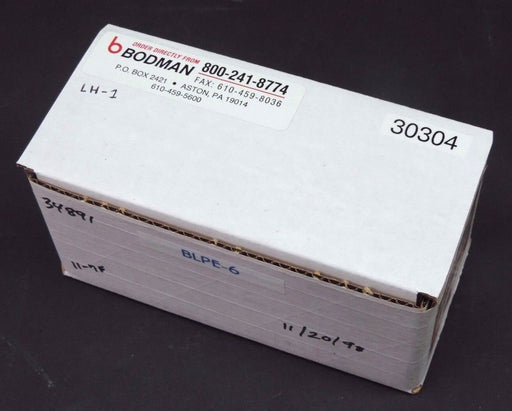 b ORDER DIRECTLY FROM
BODMAN 800-241-8774
FAX: 610-459-8036
P.O. BOX 2421 • ASTON, PA 19014
610-459-5600
LH-1
30304
34891
BLPE-6
11/20/98